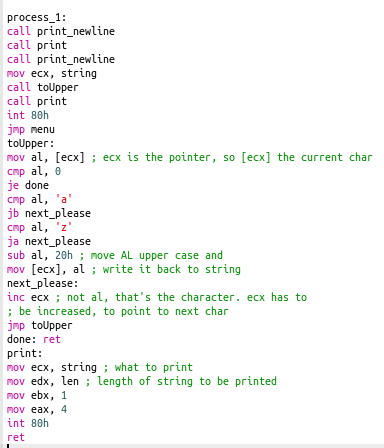 process_1:
call print_newline
call print
call print_newline
mov ecx, string
call toUpper
call print
int 80h
jmp menu
toUpper:
mov al, [ecx] ; ecx is the pointer, so [ecx] the current char
cmp al, 0
je done
cmp al, 'a'
jb next_please
cmp al, 'z'
ja next_please
sub al, 20h ; move AL upper case and
mov [ecx], al ; write it back to string
next_please:
inc ecx ; not al, that's the character. ecx has to
; be increased, to point to next char
jmp toUpper
done: ret
print:
mov ecx, string ; what to print
mov edx, len ; length of string to be printed
mov ebx, 1
mov eax, 4
int 80h
ret